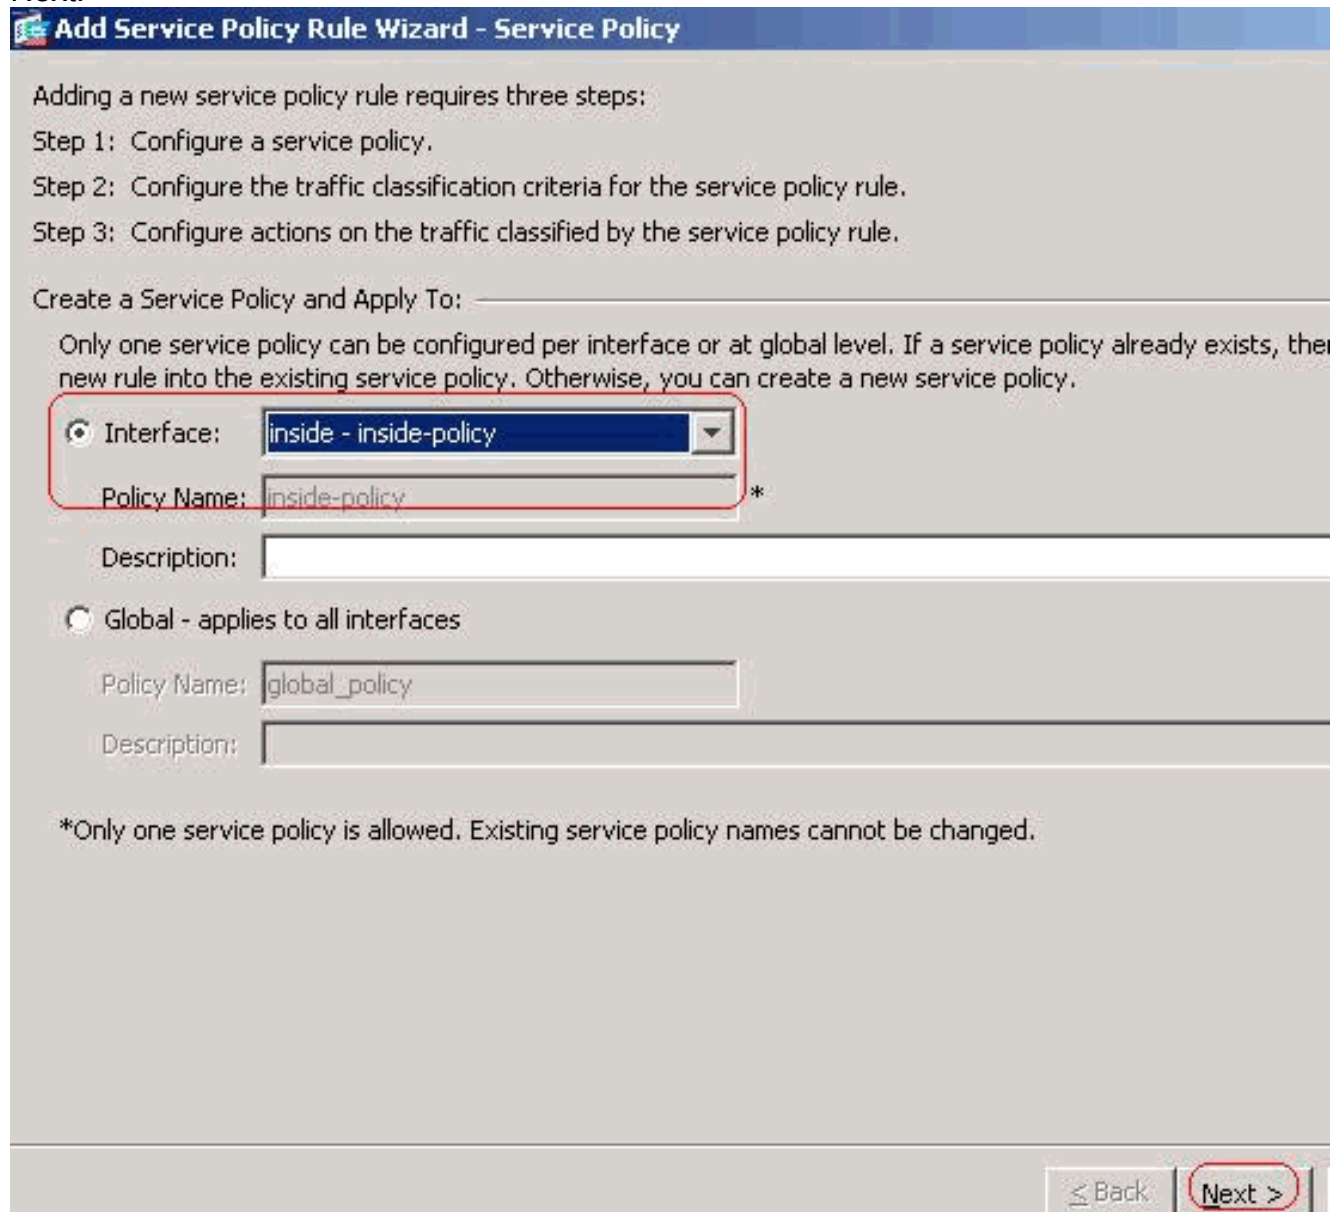 Next.
Add Service Policy Rule Wizard - Service Policy
Adding a new service policy rule requires three steps:
Step 1: Configure a service policy.
Step 2: Configure the traffic classification criteria for the service policy rule.
Step 3: Configure actions on the traffic classified by the service policy rule.
Create a Service Policy and Apply To:
Only one service policy can be configured per interface or at global level. If a service policy already exists, then
new rule into the existing service policy. Otherwise, you can create a new service policy.
Interface: inside - inside-policy
Policy Name: inside-policy *
Description:
Global - applies to all interfaces
Policy Name: global_policy
Description:
*Only one service policy is allowed. Existing service policy names cannot be changed.
< Back Next >